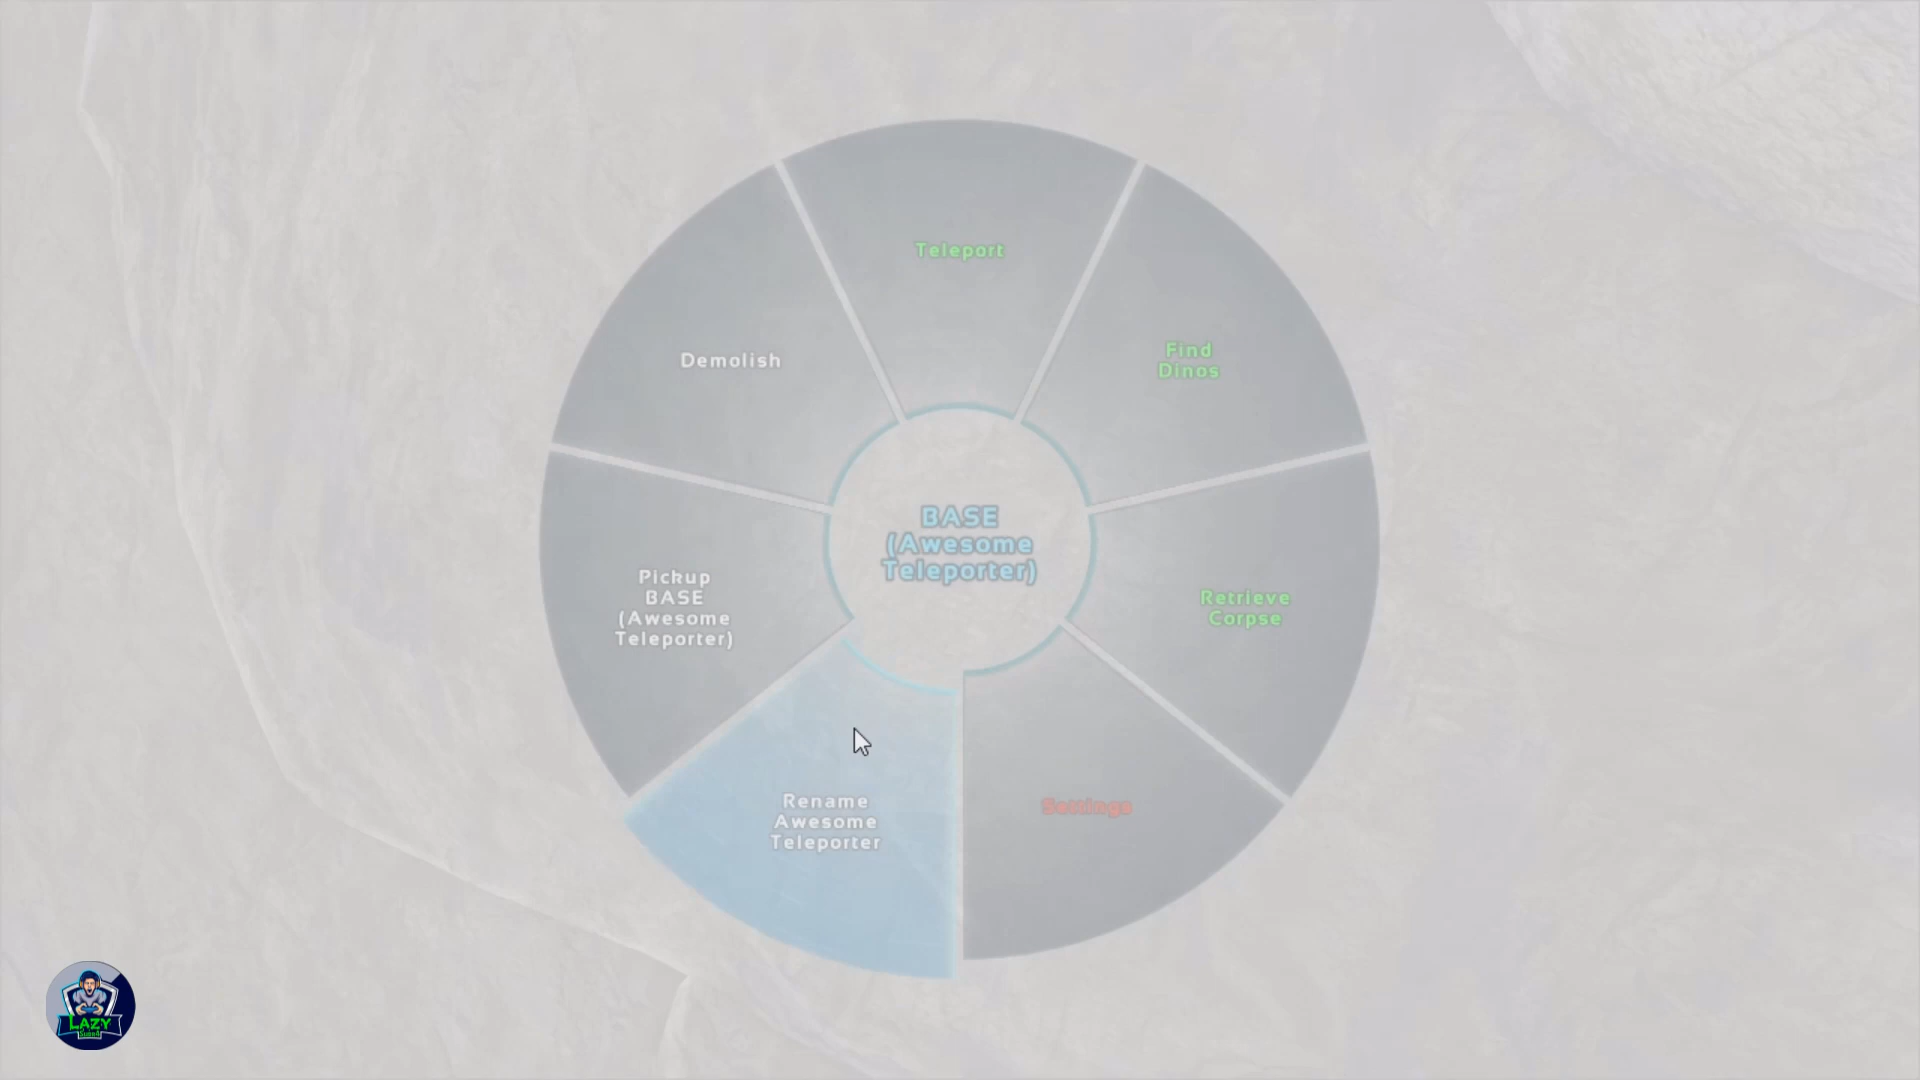 Teleport
Demolish
Find
Dinos
BASE
(Awesome
Teleporter)
Pickup
BASE
(Awesome
Teleporter)
Retrieve
Corpse
Rename
Awesome
Teleporter
Settings
LAZY